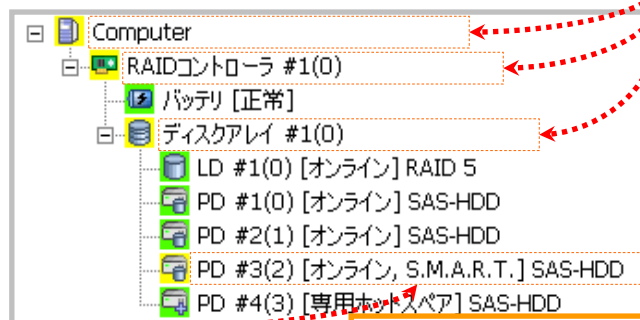 Computer
RAIDコントローラ #1(0)
バッテリ [正常]
ディスクアレイ #1(0)
LD #1(0) [オンライン] RAID 5
PD #1(0) [オンライン] SAS-HDD
PD #2(1) [オンライン] SAS-HDD
PD #3(2) [オンライン, S.M.A.R.T.] SAS-HDD
PD #4(3) [専用ホットスペア] SAS-HDD